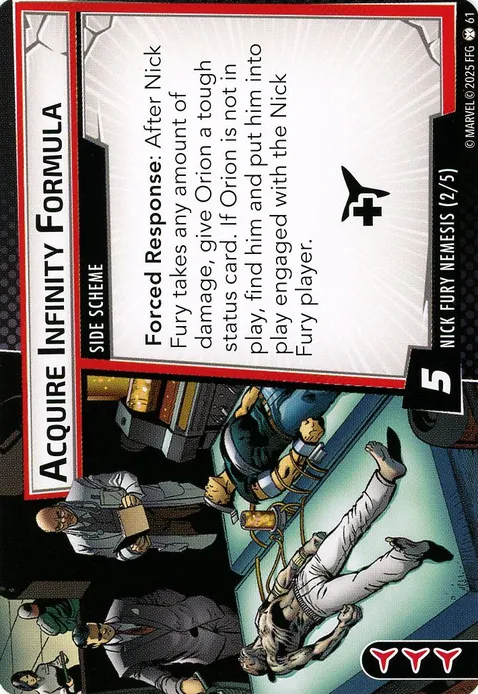 ACQUIRE INFINITY FORMULA
SIDE SCHEME
Forced Response: After Nick
Fury takes any amount of
damage, give Orion a tough
status card. If Orion is not in
play, find him and put him into
play engaged with the Nick
Fury player.
5
NICK FURY NEMESIS (2/5)
© MARVEL © 2025 FFG 61